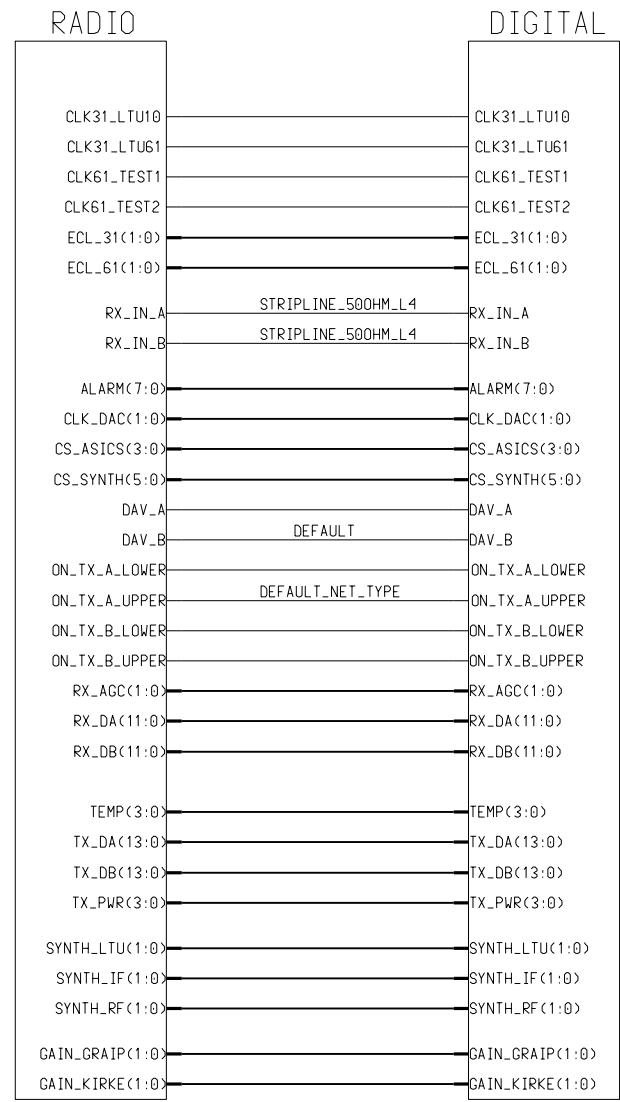 RADIO DIGITAL
CLK31_LTU10 CLK31_LTU10
CLK31_LTU61 CLK31_LTU61
CLK61_TEST1 CLK61_TEST1
CLK61_TEST2 CLK61_TEST2
ECL_31(1:0) ECL_31(1:0)
ECL_61(1:0) ECL_61(1:0)
RX_IN_A STRIPLINE_50OHM_L4 RX_IN_A
RX_IN_B STRIPLINE_50OHM_L4 RX_IN_B
ALARM(7:0) ALARM(7:0)
CLK_DAC(1:0) CLK_DAC(1:0)
CS_ASICS(3:0) CS_ASICS(3:0)
CS_SYNTH(5:0) CS_SYNTH(5:0)
DAV_A DAV_A
DAV_B DEFAULT DAV_B
ON_TX_A_LOWER ON_TX_A_LOWER
ON_TX_A_UPPER DEFAULT_NET_TYPE ON_TX_A_UPPER
ON_TX_B_LOWER ON_TX_B_LOWER
ON_TX_B_UPPER ON_TX_B_UPPER
RX_AGC(1:0) RX_AGC(1:0)
RX_DA(11:0) RX_DA(11:0)
RX_DB(11:0) RX_DB(11:0)
TEMP(3:0) TEMP(3:0)
TX_DA(13:0) TX_DA(13:0)
TX_DB(13:0) TX_DB(13:0)
TX_PWR(3:0) TX_PWR(3:0)
SYNTH_LTU(1:0) SYNTH_LTU(1:0)
SYNTH_IF(1:0) SYNTH_IF(1:0)
SYNTH_RF(1:0) SYNTH_RF(1:0)
GAIN_GRAIP(1:0) GAIN_GRAIP(1:0)
GAIN_KIRKE(1:0) GAIN_KIRKE(1:0)